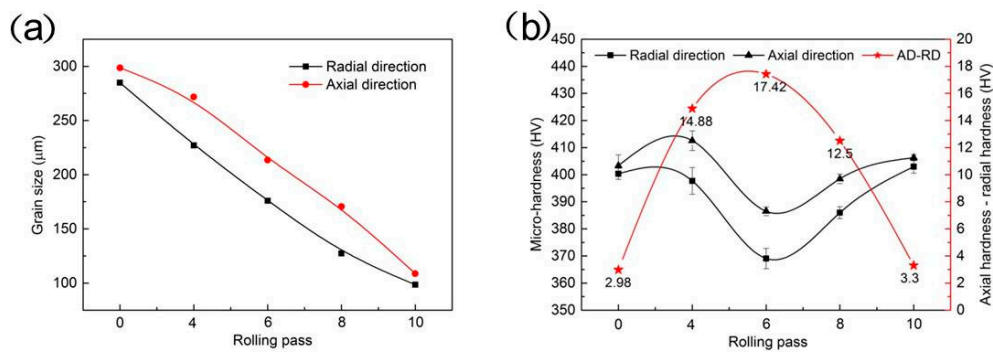 (a)
Radial direction
Axial direction
Grain size (μm)
300
250
200
150
100
0 4 6 8 10
Rolling pass
(b)
Radial direction Axial direction AD-RD
Micro-hardness (HV)
450
440
430
420
410
400
390
380
370
360
350
2.98
14.88
17.42
12.5
3.3
20
18
16
14
12
10
8
6
4
2
0
Axial hardness - radial hardness (HV)
0 4 6 8 10
Rolling pass